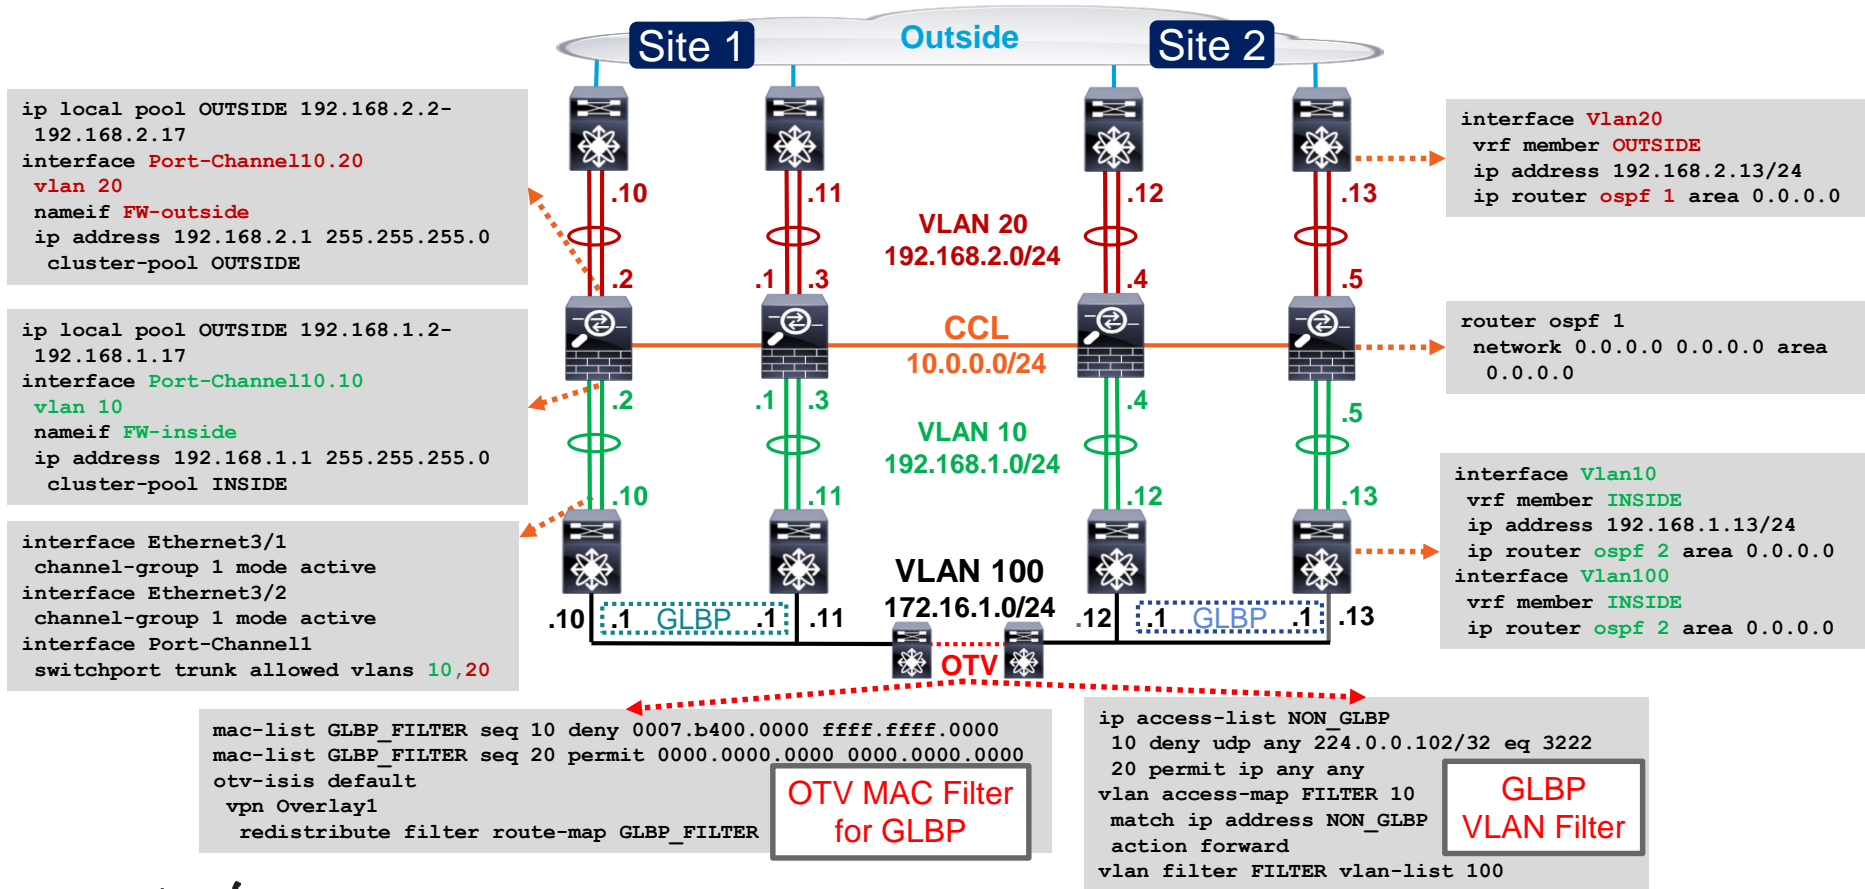 Site 1
Outside
Site 2
ip local pool OUTSIDE 192.168.2.2-
192.168.2.17
interface Port-Channel10.20
vlan 20
nameif FW-outside
ip address 192.168.2.1 255.255.255.0
cluster-pool OUTSIDE
ip local pool OUTSIDE 192.168.1.2-
192.168.1.17
interface Port-Channel10.10
vlan 10
nameif FW-inside
ip address 192.168.1.1 255.255.255.0
cluster-pool INSIDE
interface Ethernet3/1
channel-group 1 mode active
interface Ethernet3/2
channel-group 1 mode active
interface Port-Channel1
switchport trunk allowed vlans 10,20
.10
.11
.12
.13
VLAN 20
192.168.2.0/24
.2
.1
.3
.4
.5
CCL
10.0.0.0/24
.2
.1
.3
.4
.5
VLAN 10
192.168.1.0/24
.10
.11
.12
.13
VLAN 100
172.16.1.0/24
.10
.1 GLBP .1
.11
.12
.1 GLBP .1
.13
OTV
interface Vlan20
vrf member OUTSIDE
ip address 192.168.2.13/24
ip router ospf 1 area 0.0.0.0
router ospf 1
network 0.0.0.0 0.0.0.0 area
0.0.0.0
interface Vlan10
vrf member INSIDE
ip address 192.168.1.13/24
ip router ospf 2 area 0.0.0.0
interface Vlan100
vrf member INSIDE
ip router ospf 2 area 0.0.0.0
mac-list GLBP_FILTER seq 10 deny 0007.b400.0000 ffff.ffff.0000
mac-list GLBP_FILTER seq 20 permit 0000.0000.0000 0000.0000.0000
otv-isis default
vpn Overlay1
redistribute filter route-map GLBP_FILTER
OTV MAC Filter
for GLBP
ip access-list NON_GLBP
10 deny udp any 224.0.0.102/32 eq 3222
20 permit ip any any
vlan access-map FILTER 10
match ip address NON_GLBP
action forward
vlan filter FILTER vlan-list 100
GLBP
VLAN Filter